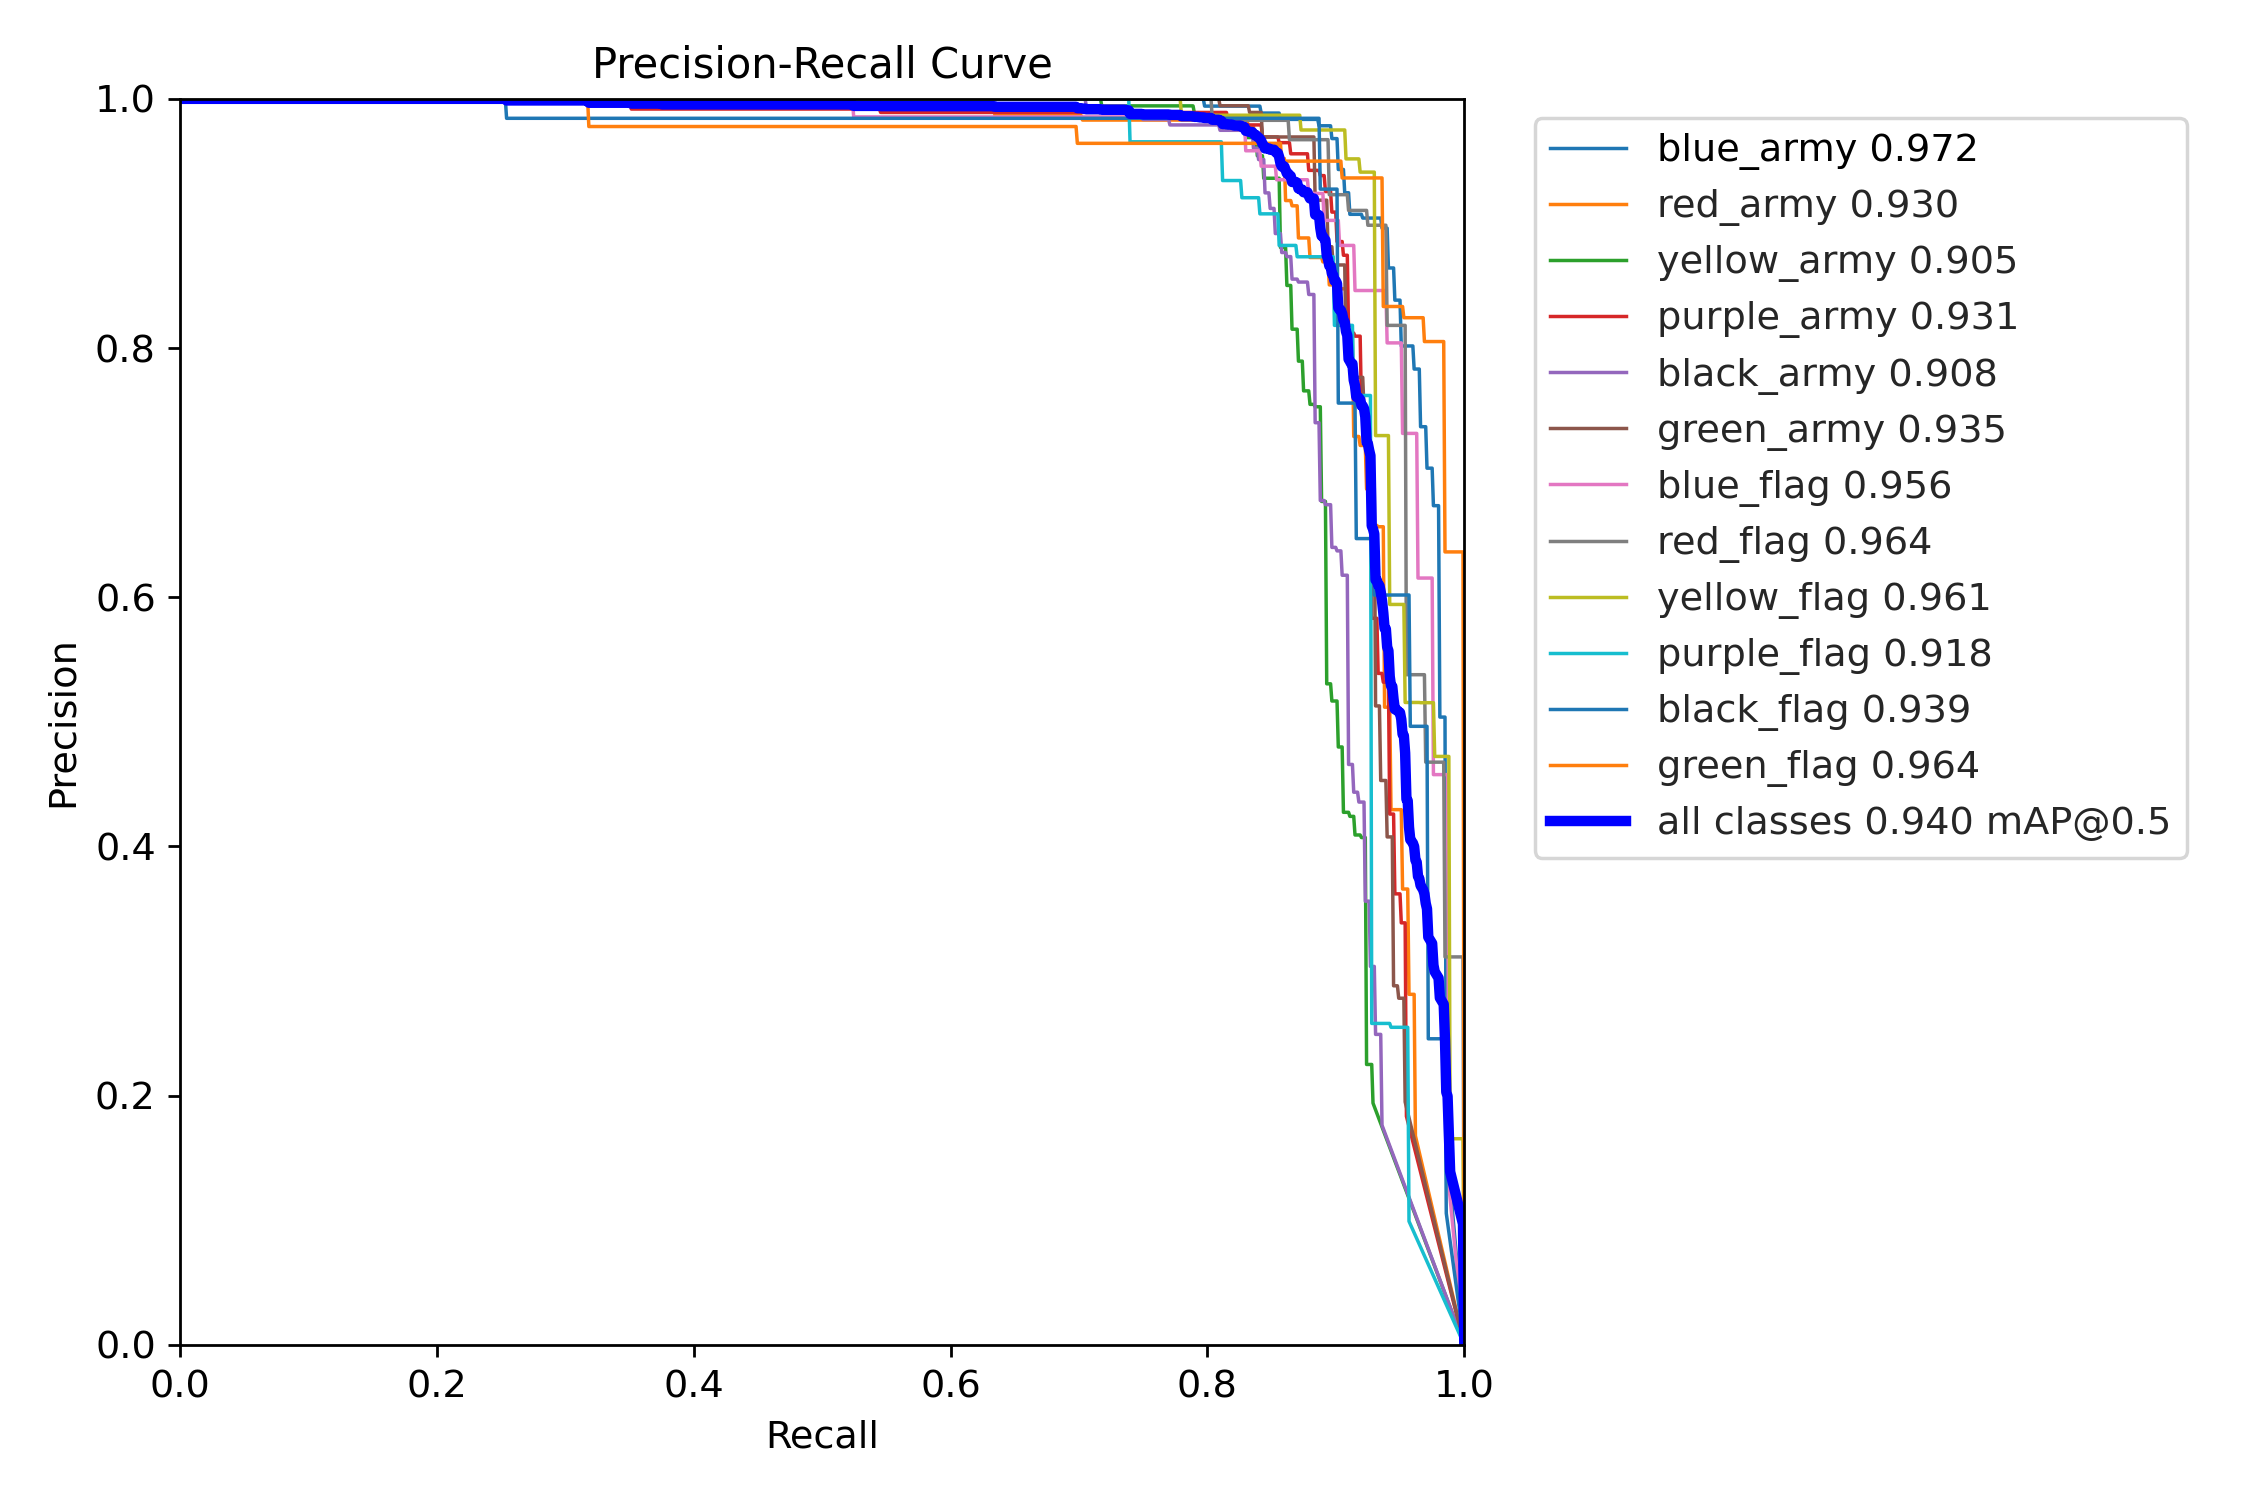 Precision-Recall Curve
1.0
0.8
0.6
0.4
0.2
0.0
Precision
0.0 0.2 0.4 0.6 0.8 1.0
Recall
blue_army 0.972
red_army 0.930
yellow_army 0.905
purple_army 0.931
black_army 0.908
green_army 0.935
blue_flag 0.956
red_flag 0.964
yellow_flag 0.961
purple_flag 0.918
black_flag 0.939
green_flag 0.964
all classes 0.940 mAP@0.5